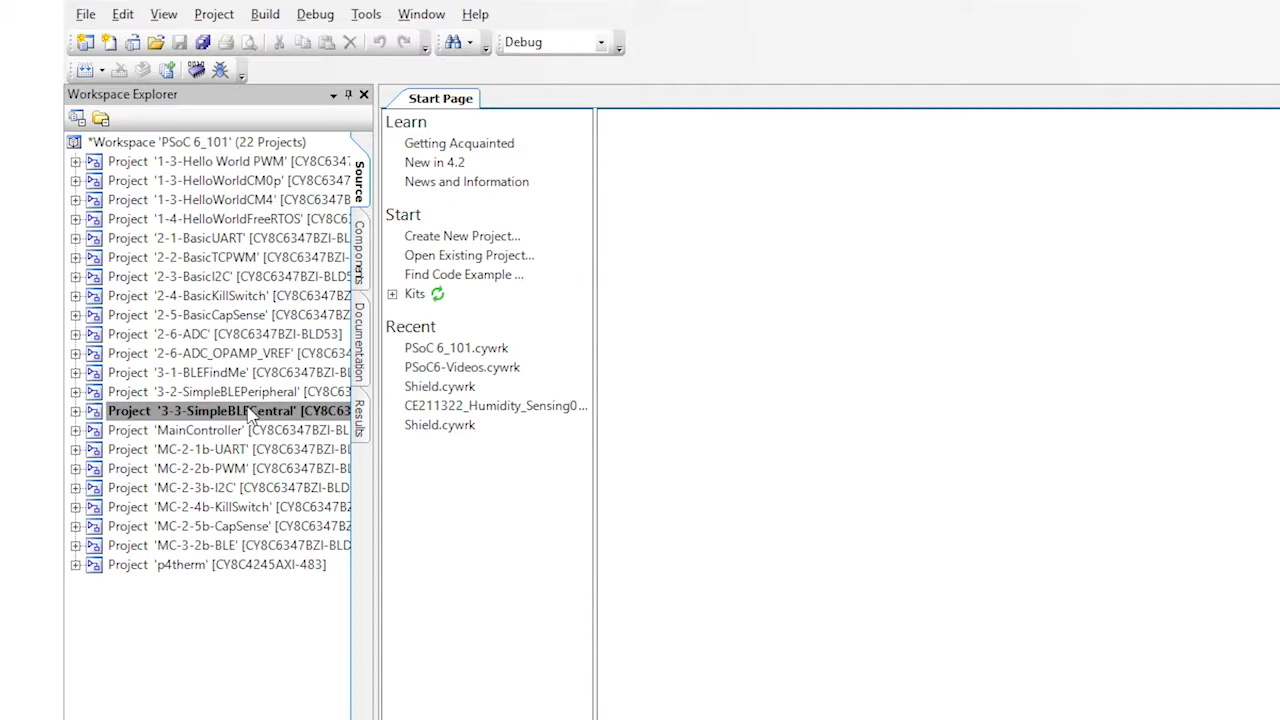 File Edit View Project Build Debug Tools Window Help
Debug
Workspace Explorer
*Workspace 'PSoC 6_101' (22 Projects)
Project '1-3-Hello World PWM' [CY8C6347
Project '1-3-HelloWorldCM0p' [CY8C6347
Project '1-3-HelloWorldCM4' [CY8C6347B
Project '1-4-HelloWorldFreeRTOS' [CY8C63
Project '2-1-BasicUART' [CY8C6347BZI-BL
Project '2-2-BasicTCPWM' [CY8C6347BZI-
Project '2-3-BasicI2C' [CY8C6347BZI-BLD5
Project '2-4-BasicKillSwitch' [CY8C6347BZ
Project '2-5-BasicCapSense' [CY8C6347BZ
Project '2-6-ADC' [CY8C6347BZI-BLD53]
Project '2-6-ADC_OPAMP_VREF' [CY8C634
Project '3-1-BLEFindMe' [CY8C6347BZI-BL
Project '3-2-SimpleBLEPeripheral' [CY8C63
Project '3-3-SimpleBLECentral' [CY8C63
Project 'MainController' [CY8C6347BZI-BL
Project 'MC-2-1b-UART' [CY8C6347BZI-BL
Project 'MC-2-2b-PWM' [CY8C6347BZI-BL
Project 'MC-2-3b-I2C' [CY8C6347BZI-BLD
Project 'MC-2-4b-KillSwitch' [CY8C6347BZ
Project 'MC-2-5b-CapSense' [CY8C6347BZ
Project 'MC-3-2b-BLE' [CY8C6347BZI-BLD
Project 'p4therm' [CY8C4245AXI-483]
Source
Components
Documentation
Results
Start Page
Learn
Getting Acquainted
New in 4.2
News and Information
Start
Create New Project...
Open Existing Project...
Find Code Example ...
Kits
Recent
PSoC 6_101.cywrk
PSoC6-Videos.cywrk
Shield.cywrk
CE211322_Humidity_Sensing0...
Shield.cywrk